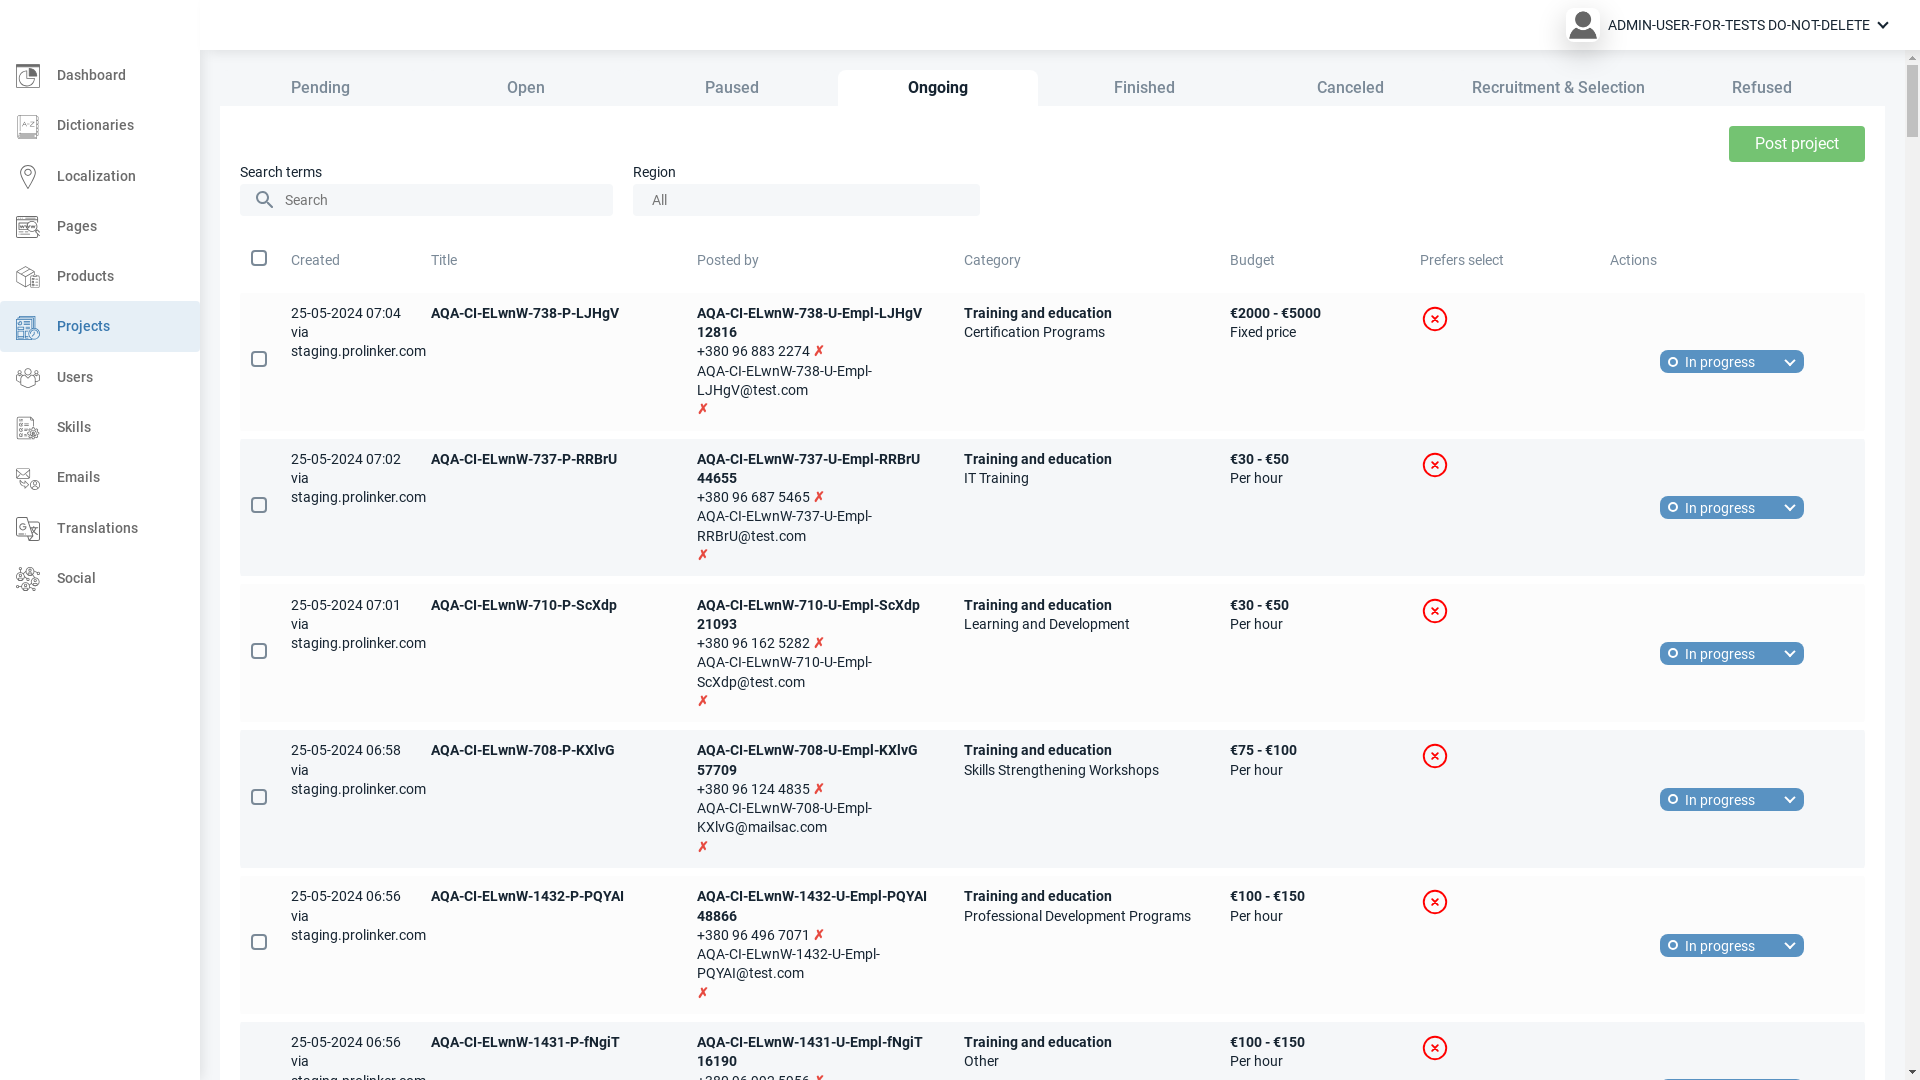 ADMIN-USER-FOR-TESTS DO-NOT-DELETE
Dashboard
Dictionaries
Localization
Pages
Products
Projects
Users
Skills
Emails
Translations
Social
Pending
Open
Paused
Ongoing
Finished
Canceled
Recruitment & Selection
Refused
Post project
Search terms
Region
Search
All
Created
Title
Posted by
Category
Budget
Prefers select
Actions
25-05-2024 07:04
via
staging.prolinker.com
AQA-CI-ELwnW-738-P-LJHgV
AQA-CI-ELwnW-738-U-Empl-LJHgV
12816
+380 96 883 2274 ✗
AQA-CI-ELwnW-738-U-Empl-
LJHgV@test.com
✗
Training and education
Certification Programs
€2000 - €5000
Fixed price
In progress
25-05-2024 07:02
via
staging.prolinker.com
AQA-CI-ELwnW-737-P-RRBrU
AQA-CI-ELwnW-737-U-Empl-RRBrU
44655
+380 96 687 5465 ✗
AQA-CI-ELwnW-737-U-Empl-
RRBrU@test.com
✗
Training and education
IT Training
€30 - €50
Per hour
In progress
25-05-2024 07:01
via
staging.prolinker.com
AQA-CI-ELwnW-710-P-ScXdp
AQA-CI-ELwnW-710-U-Empl-ScXdp
21093
+380 96 162 5282 ✗
AQA-CI-ELwnW-710-U-Empl-
ScXdp@test.com
✗
Training and education
Learning and Development
€30 - €50
Per hour
In progress
25-05-2024 06:58
via
staging.prolinker.com
AQA-CI-ELwnW-708-P-KXlvG
AQA-CI-ELwnW-708-U-Empl-KXlvG
57709
+380 96 124 4835 ✗
AQA-CI-ELwnW-708-U-Empl-
KXlvG@mailsac.com
✗
Training and education
Skills Strengthening Workshops
€75 - €100
Per hour
In progress
25-05-2024 06:56
via
staging.prolinker.com
AQA-CI-ELwnW-1432-P-PQYAI
AQA-CI-ELwnW-1432-U-Empl-PQYAI
48866
+380 96 496 7071 ✗
AQA-CI-ELwnW-1432-U-Empl-
PQYAI@test.com
✗
Training and education
Professional Development Programs
€100 - €150
Per hour
In progress
25-05-2024 06:56
via
staging.prolinker.com
AQA-CI-ELwnW-1431-P-fNgiT
AQA-CI-ELwnW-1431-U-Empl-fNgiT
16190
Training and education
Other
€100 - €150
Per hour